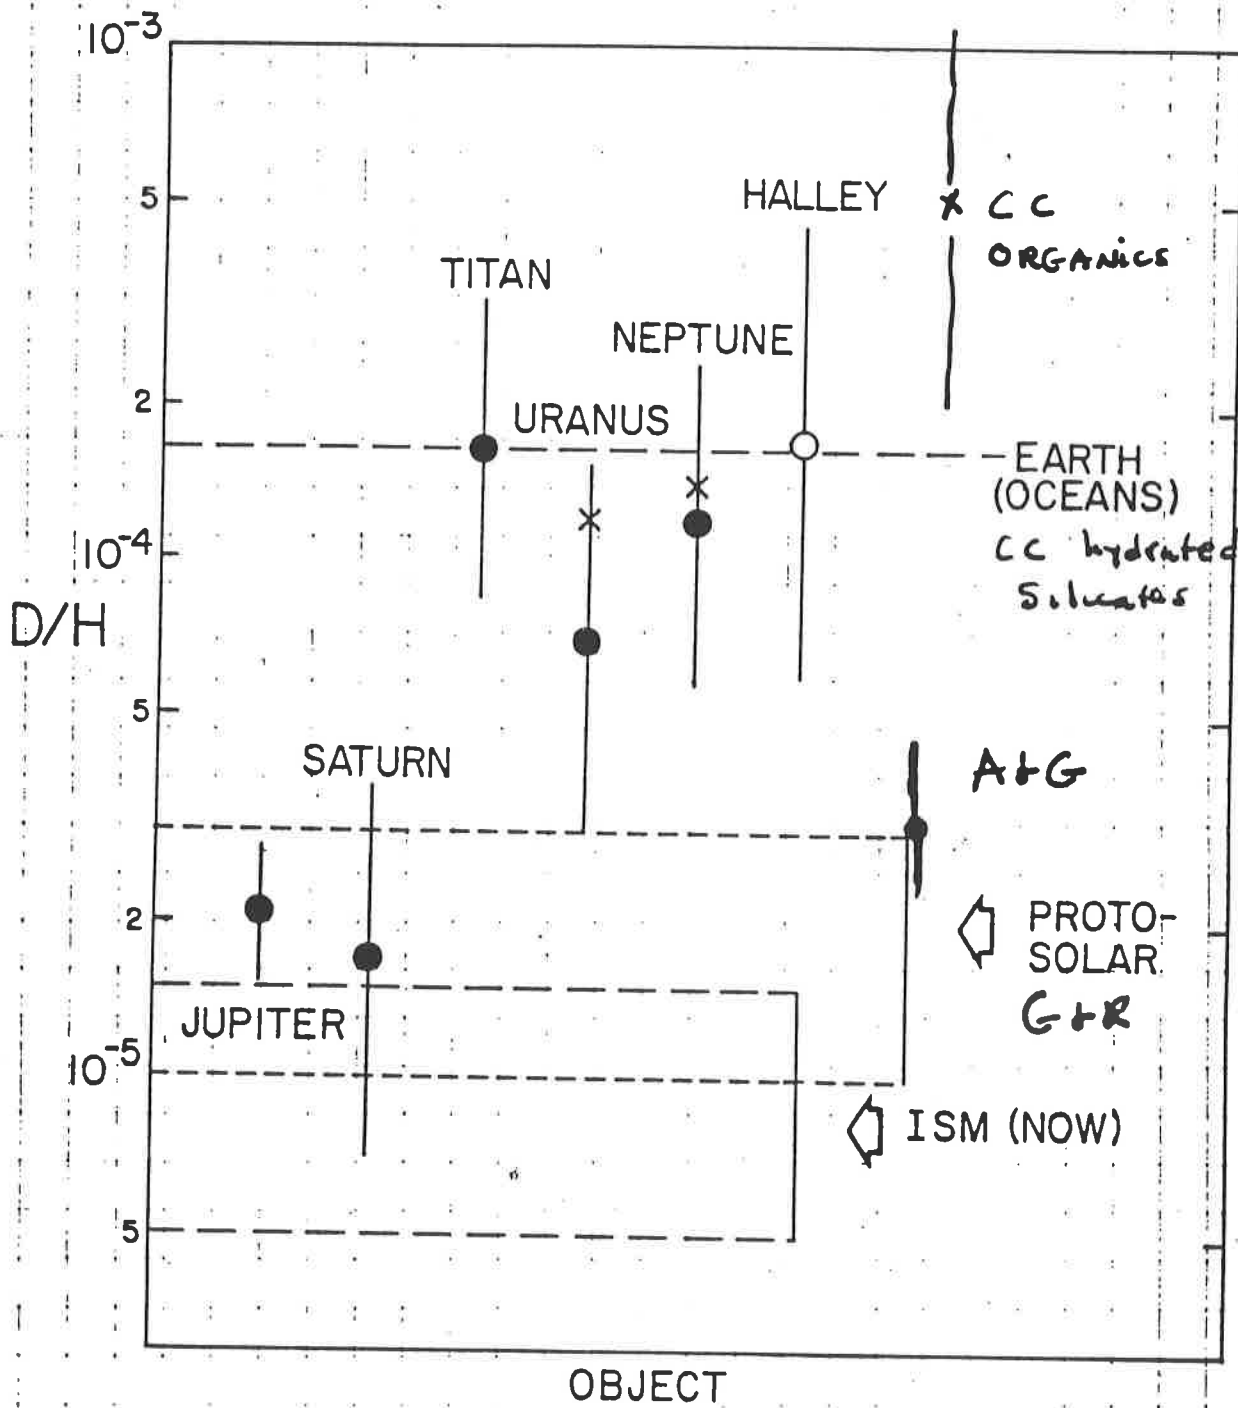 10⁻³
5
HALLEY
x CC
ORGANICS
TITAN
NEPTUNE
2
URANUS
EARTH
(OCEANS)
10⁻⁴
CC hydrated
Silicates
D/H
5
SATURN
A+G
2
PROTO-
SOLAR
G+R
JUPITER
10⁻⁵
ISM (NOW)
5
OBJECT